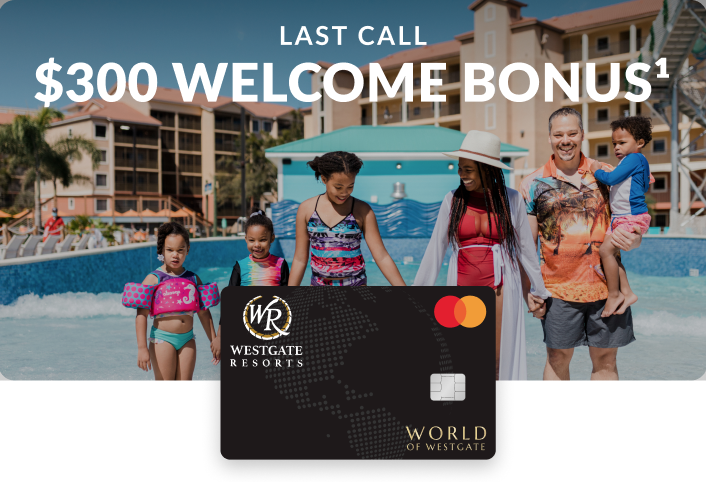 LAST CALL
$300 WELCOME BONUS¹
WR
WESTGATE
RESORTS
WORLD
OF WESTGATE